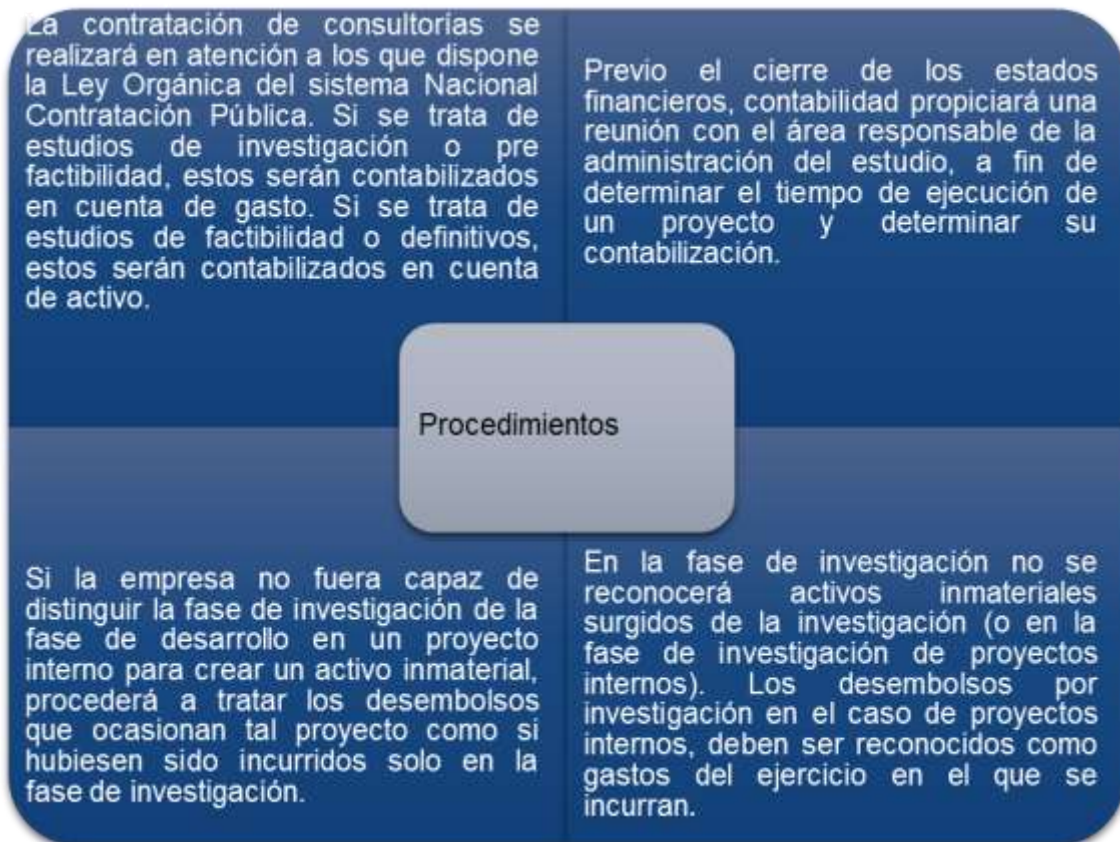 La contratación de consultorías se
realizará en atención a los que dispone
la Ley Orgánica del sistema Nacional
Contratación Pública. Si se trata de
estudios de investigación o pre
factibilidad, estos serán contabilizados
en cuenta de gasto. Si se trata de
estudios de factibilidad o definitivos,
estos serán contabilizados en cuenta
de activo.
Previo el cierre de los estados
financieros, contabilidad propiciará una
reunión con el área responsable de la
administración del estudio, a fin de
determinar el tiempo de ejecución de
un proyecto y determinar su
contabilización.
Procedimientos
Si la empresa no fuera capaz de
distinguir la fase de investigación de la
fase de desarrollo en un proyecto
interno para crear un activo inmaterial,
procederá a tratar los desembolsos
que ocasionan tal proyecto como si
hubiesen sido incurridos solo en la
fase de investigación.
En la fase de investigación no se
reconocerá activos inmateriales
surgidos de la investigación (o en la
fase de investigación de proyectos
internos). Los desembolsos por
investigación en el caso de proyectos
internos, deben ser reconocidos como
gastos del ejercicio en el que se
incurran.